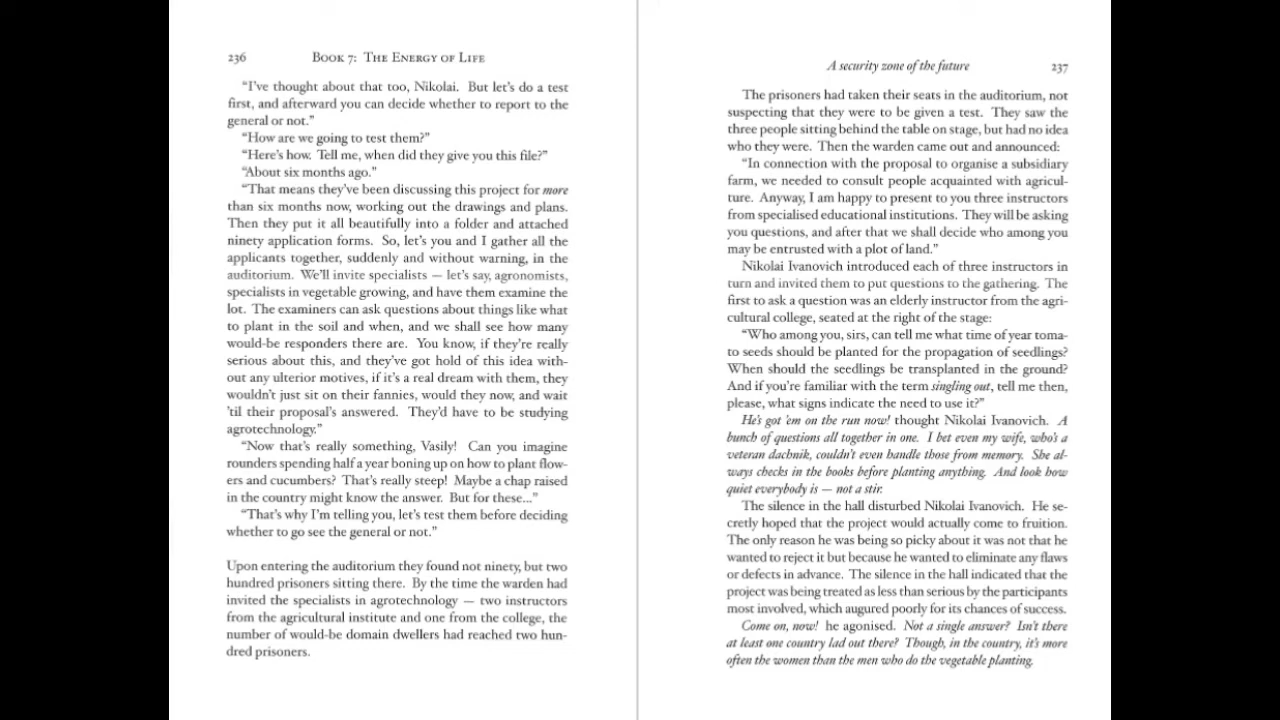 236 BOOK 7: THE ENERGY OF LIFE
“I’ve thought about that too, Nikolai. But let’s do a test
first, and afterward you can decide whether to report to the
general or not.”
“How are we going to test them?”
“Here’s how. Tell me, when did they give you this file?”
“About six months ago.”
“That means they’ve been discussing this project for more
than six months now, working out the drawings and plans.
Then they put it all beautifully into a folder and attached
ninety application forms. So, let’s you and I gather all the
applicants together, suddenly and without warning, in the
auditorium. We’ll invite specialists — let’s say, agronomists,
specialists in vegetable growing, and have them examine the
lot. The examiners can ask questions about things like what
to plant in the soil and when, and we shall see how many
would-be responders there are. You know, if they’re really
serious about this, and they’ve got hold of this idea with-
out any ulterior motives, if it’s a real dream with them, they
wouldn’t just sit on their fannies, would they now, and wait
’til their proposal’s answered. They’d have to be studying
agrotechnology.”
“Now that’s really something, Vasily! Can you imagine
rounders spending half a year boning up on how to plant flow-
ers and cucumbers? That’s really steep! Maybe a chap raised
in the country might know the answer. But for these...”
“That’s why I’m telling you, let’s test them before deciding
whether to go see the general or not.”
Upon entering the auditorium they found not ninety, but two
hundred prisoners sitting there. By the time the warden had
invited the specialists in agrotechnology — two instructors
from the agricultural institute and one from the college, the
number of would-be domain dwellers had reached two hun-
dred prisoners.
A security zone of the future 237
The prisoners had taken their seats in the auditorium, not
suspecting that they were to be given a test. They saw the
three people sitting behind the table on stage, but had no idea
who they were. Then the warden came out and announced:
“In connection with the proposal to organise a subsidiary
farm, we needed to consult people acquainted with agricul-
ture. Anyway, I am happy to present to you three instructors
from specialised educational institutions. They will be asking
you questions, and after that we shall decide who among you
may be entrusted with a plot of land.”
Nikolai Ivanovich introduced each of three instructors in
turn and invited them to put questions to the gathering. The
first to ask a question was an elderly instructor from the agri-
cultural college, seated at the right of the stage:
“Who among you, sirs, can tell me what time of year toma-
to seeds should be planted for the propagation of seedlings?
When should the seedlings be transplanted in the ground?
And if you’re familiar with the term singling out, tell me then,
please, what signs indicate the need to use it?”
He’s got ’em on the run now! thought Nikolai Ivanovich. A
bunch of questions all together in one. I bet even my wife, who’s a
veteran dachnik, couldn’t even handle those from memory. She al-
ways checks in the books before planting anything. And look how
quiet everybody is — not a stir.
The silence in the hall disturbed Nikolai Ivanovich. He se-
cretly hoped that the project would actually come to fruition.
The only reason he was being so picky about it was not that he
wanted to reject it but because he wanted to eliminate any flaws
or defects in advance. The silence in the hall indicated that the
project was being treated as less than serious by the participants
most involved, which augured poorly for its chances of success.
Come on, now! he agonised. Not a single answer? Isn’t there
at least one country lad out there? Though, in the country, it’s more
often the women than the men who do the vegetable planting.